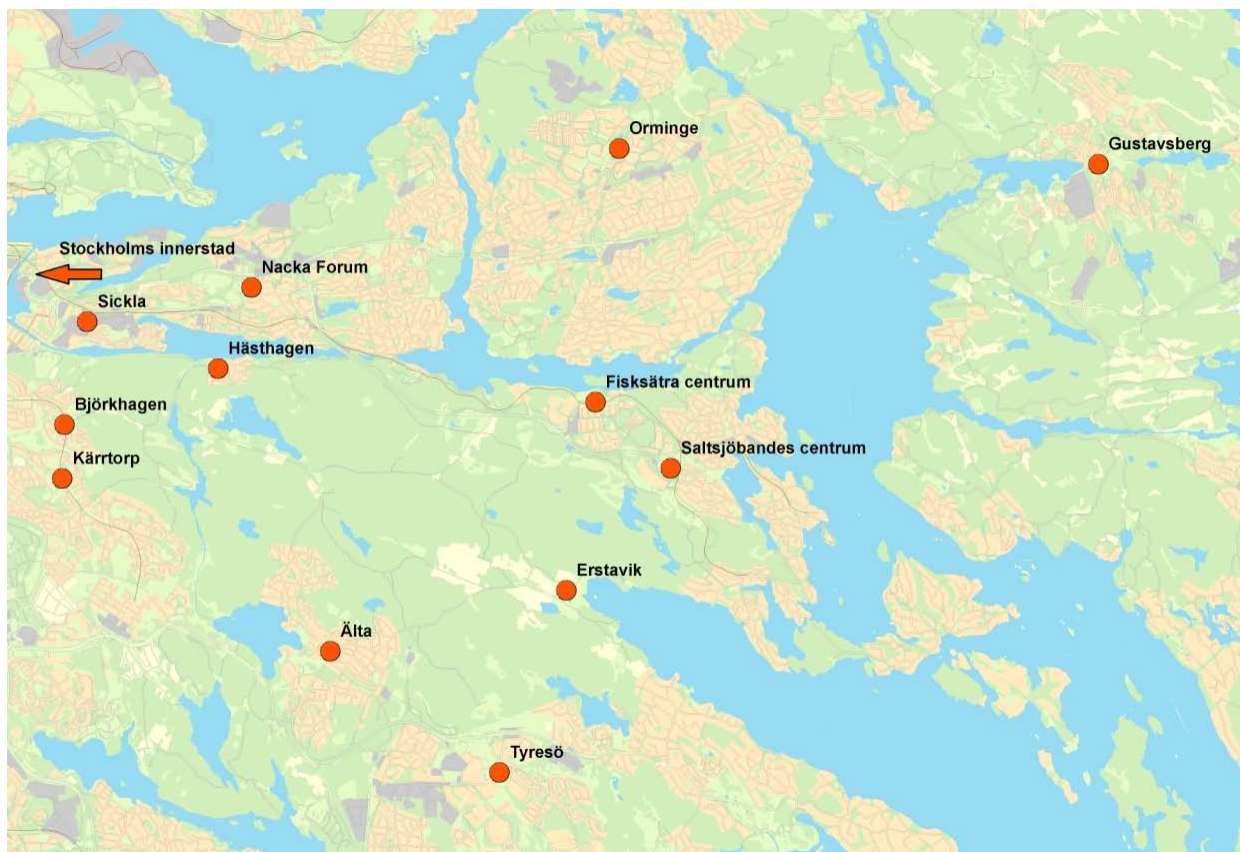 Orminge
Gustavsberg
Stockholms innerstad
Nacka Forum
Sickla
Hästhagen
Fisksätra centrum
Björkhagen
Saltsjöbandes centrum
Kärrtorp
Erstavik
Älta
Tyresö